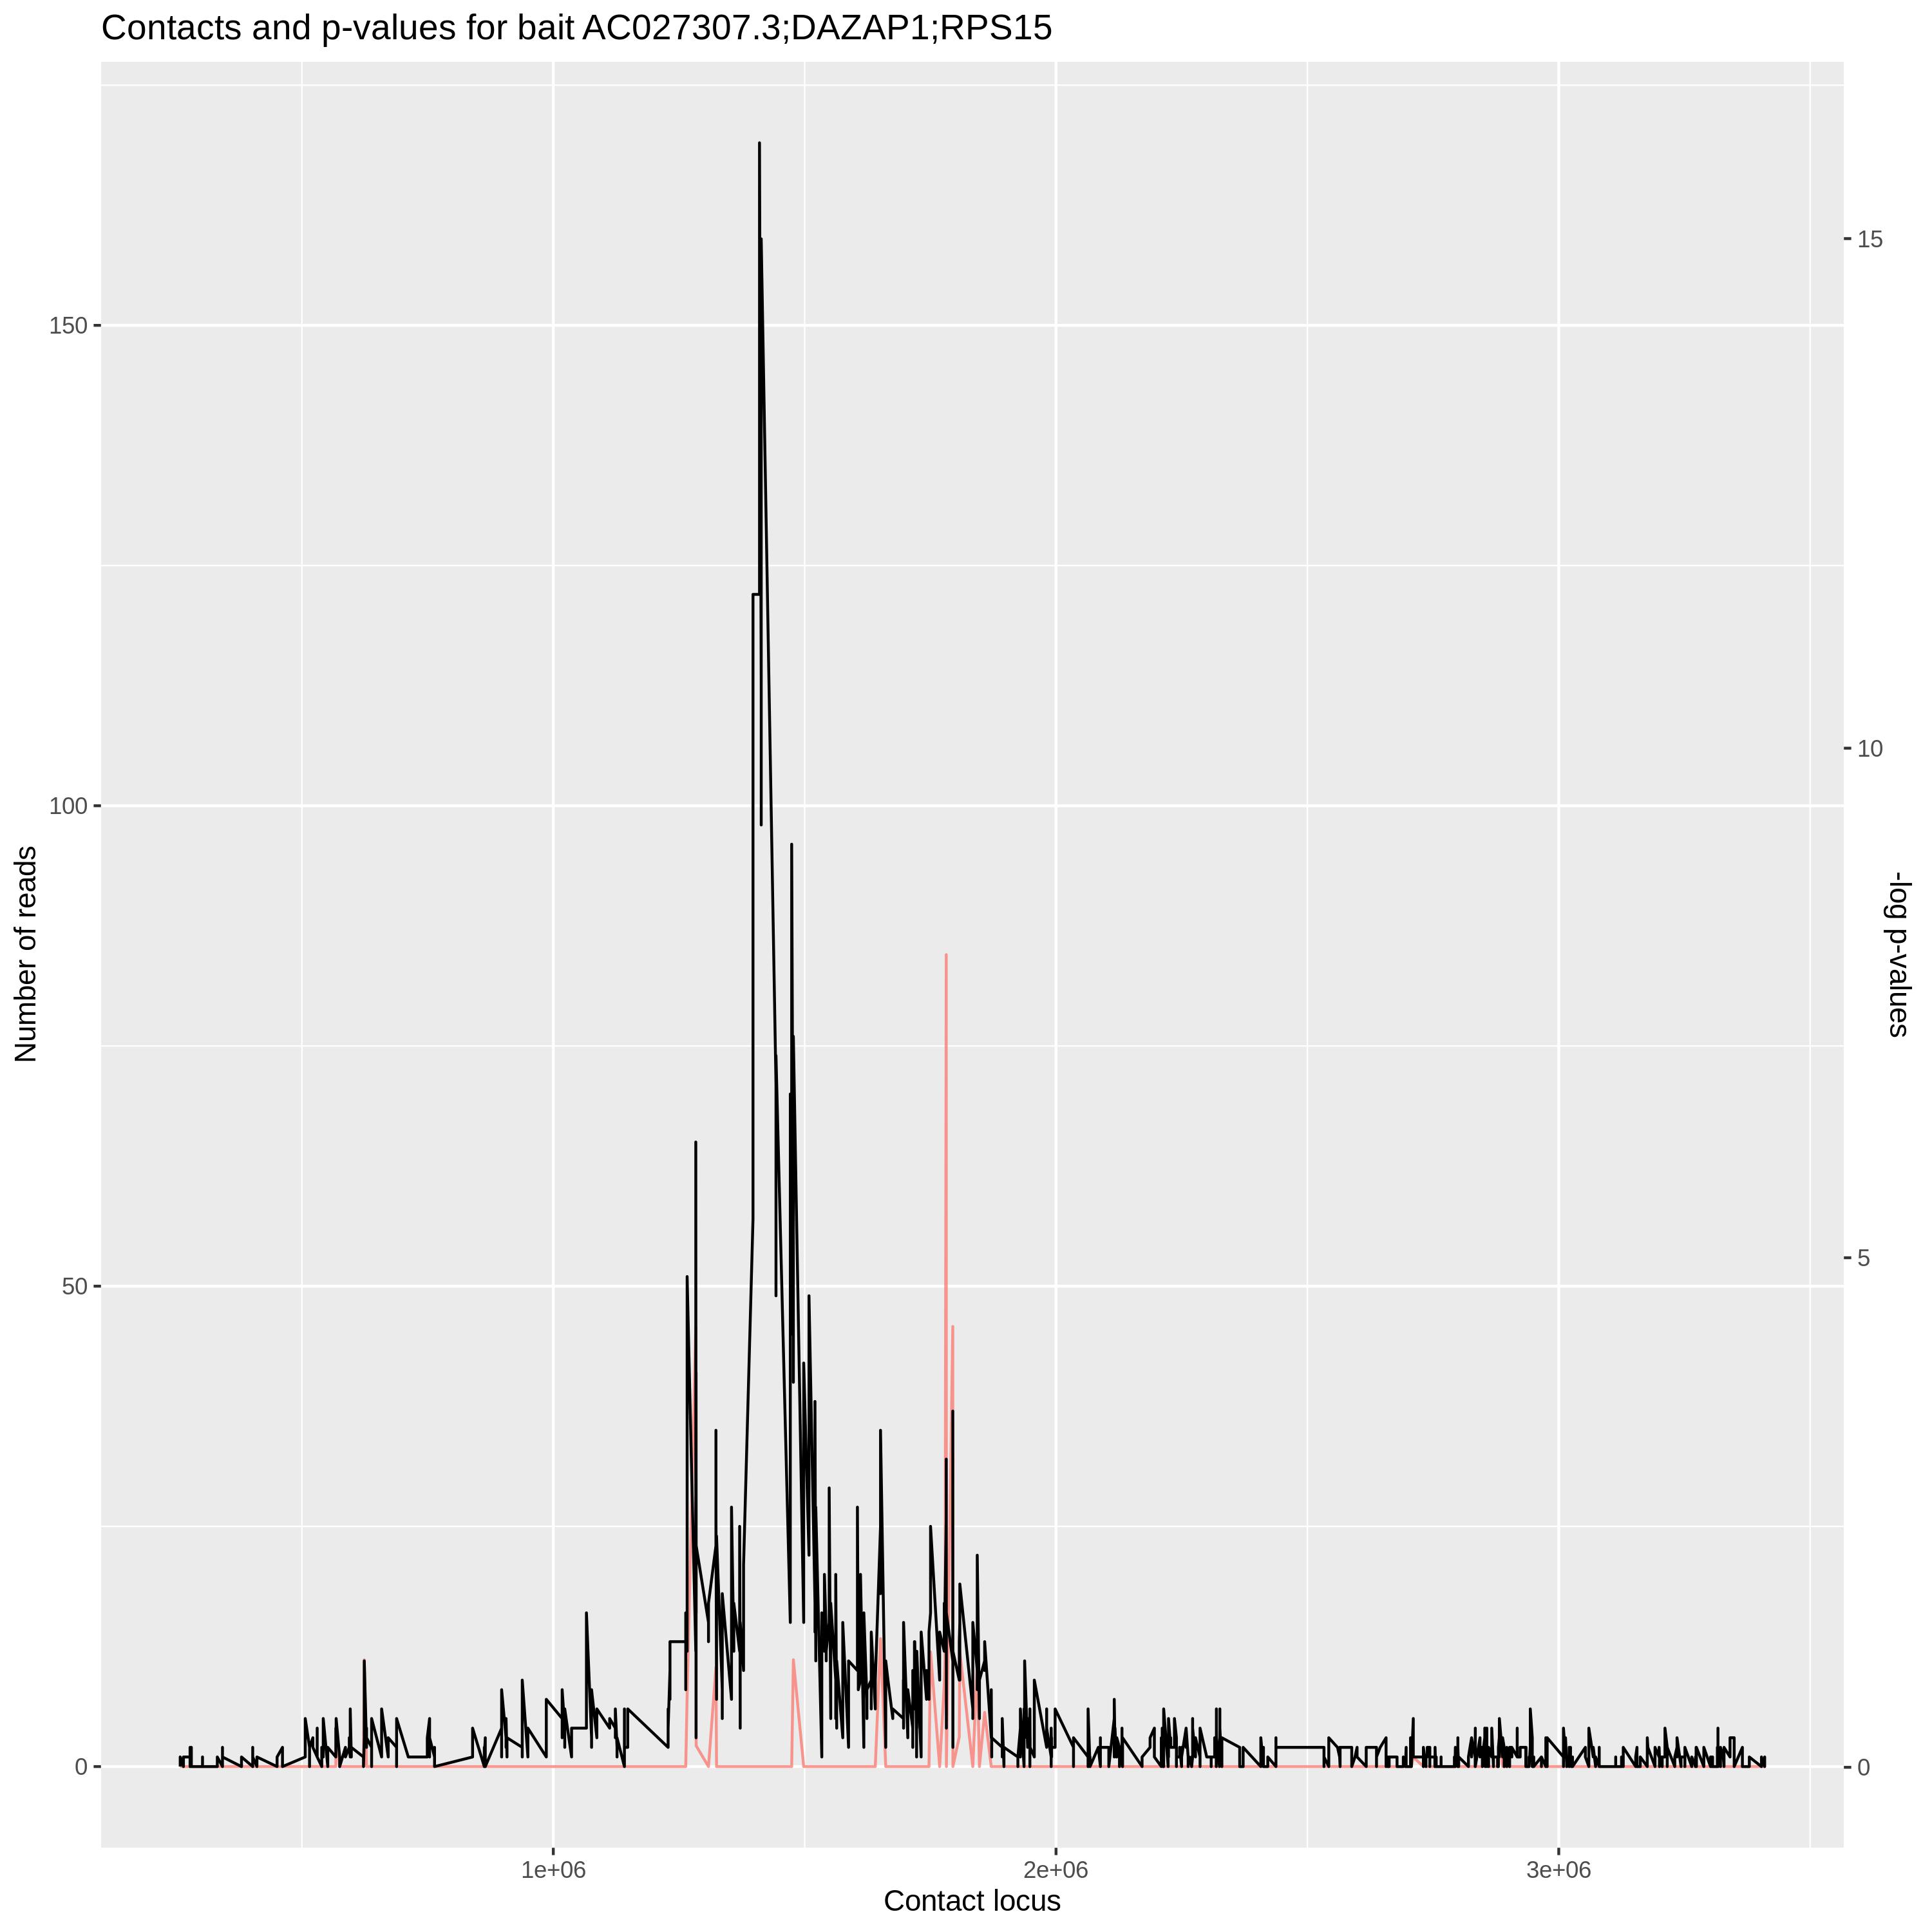 Contacts and p-values for bait AC027307.3;DAZAP1;RPS15
150
100
50
0
Number of reads
15
10
5
0
-log p-values
1e+06
2e+06
3e+06
Contact locus